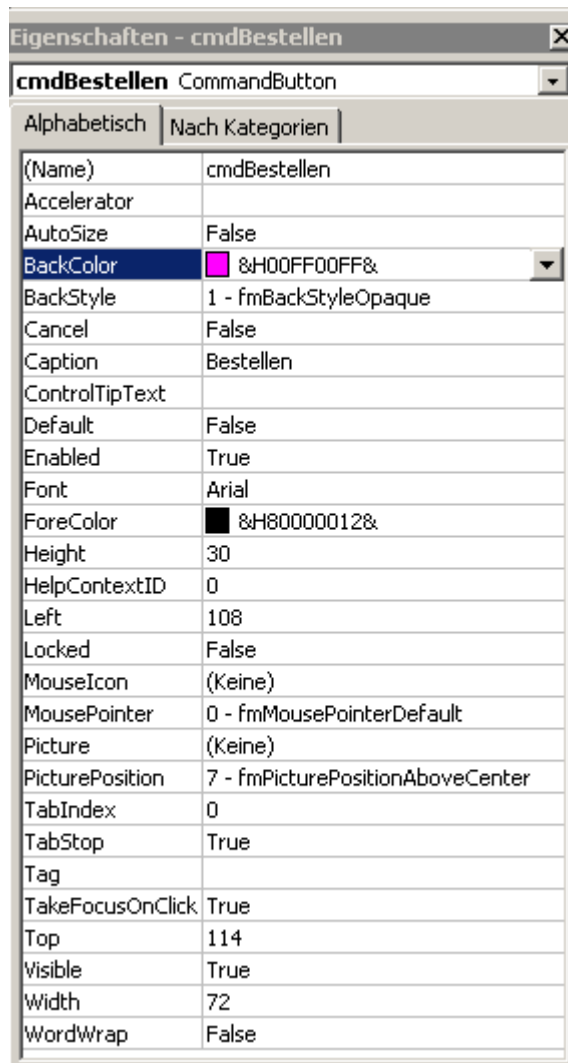 Eigenschaften - cmdBestellen
cmdBestellen CommandButton
Alphabetisch Nach Kategorien
(Name) cmdBestellen
Accelerator
AutoSize False
BackColor &H00FF00FF&
BackStyle 1 - fmBackStyleOpaque
Cancel False
Caption Bestellen
ControlTipText
Default False
Enabled True
Font Arial
ForeColor &H80000012&
Height 30
HelpContextID 0
Left 108
Locked False
MouseIcon (Keine)
MousePointer 0 - fmMousePointerDefault
Picture (Keine)
PicturePosition 7 - fmPicturePositionAboveCenter
TabIndex 0
TabStop True
Tag
TakeFocusOnClick True
Top 114
Visible True
Width 72
WordWrap False